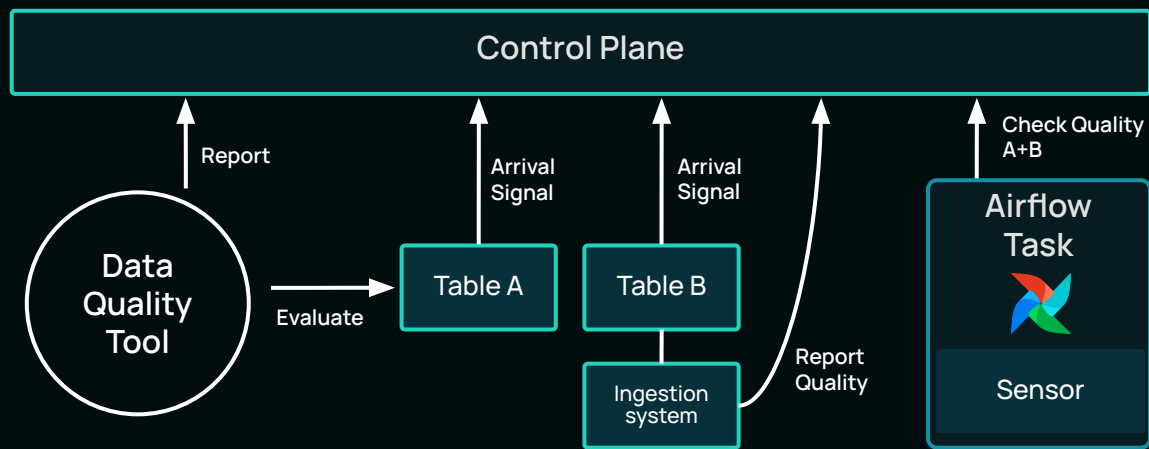 Control Plane
Report
Arrival
Signal
Arrival
Signal
Check Quality
A+B
Data
Quality
Tool
Evaluate
Table A
Table B
Ingestion
system
Report
Quality
Airflow
Task
Sensor